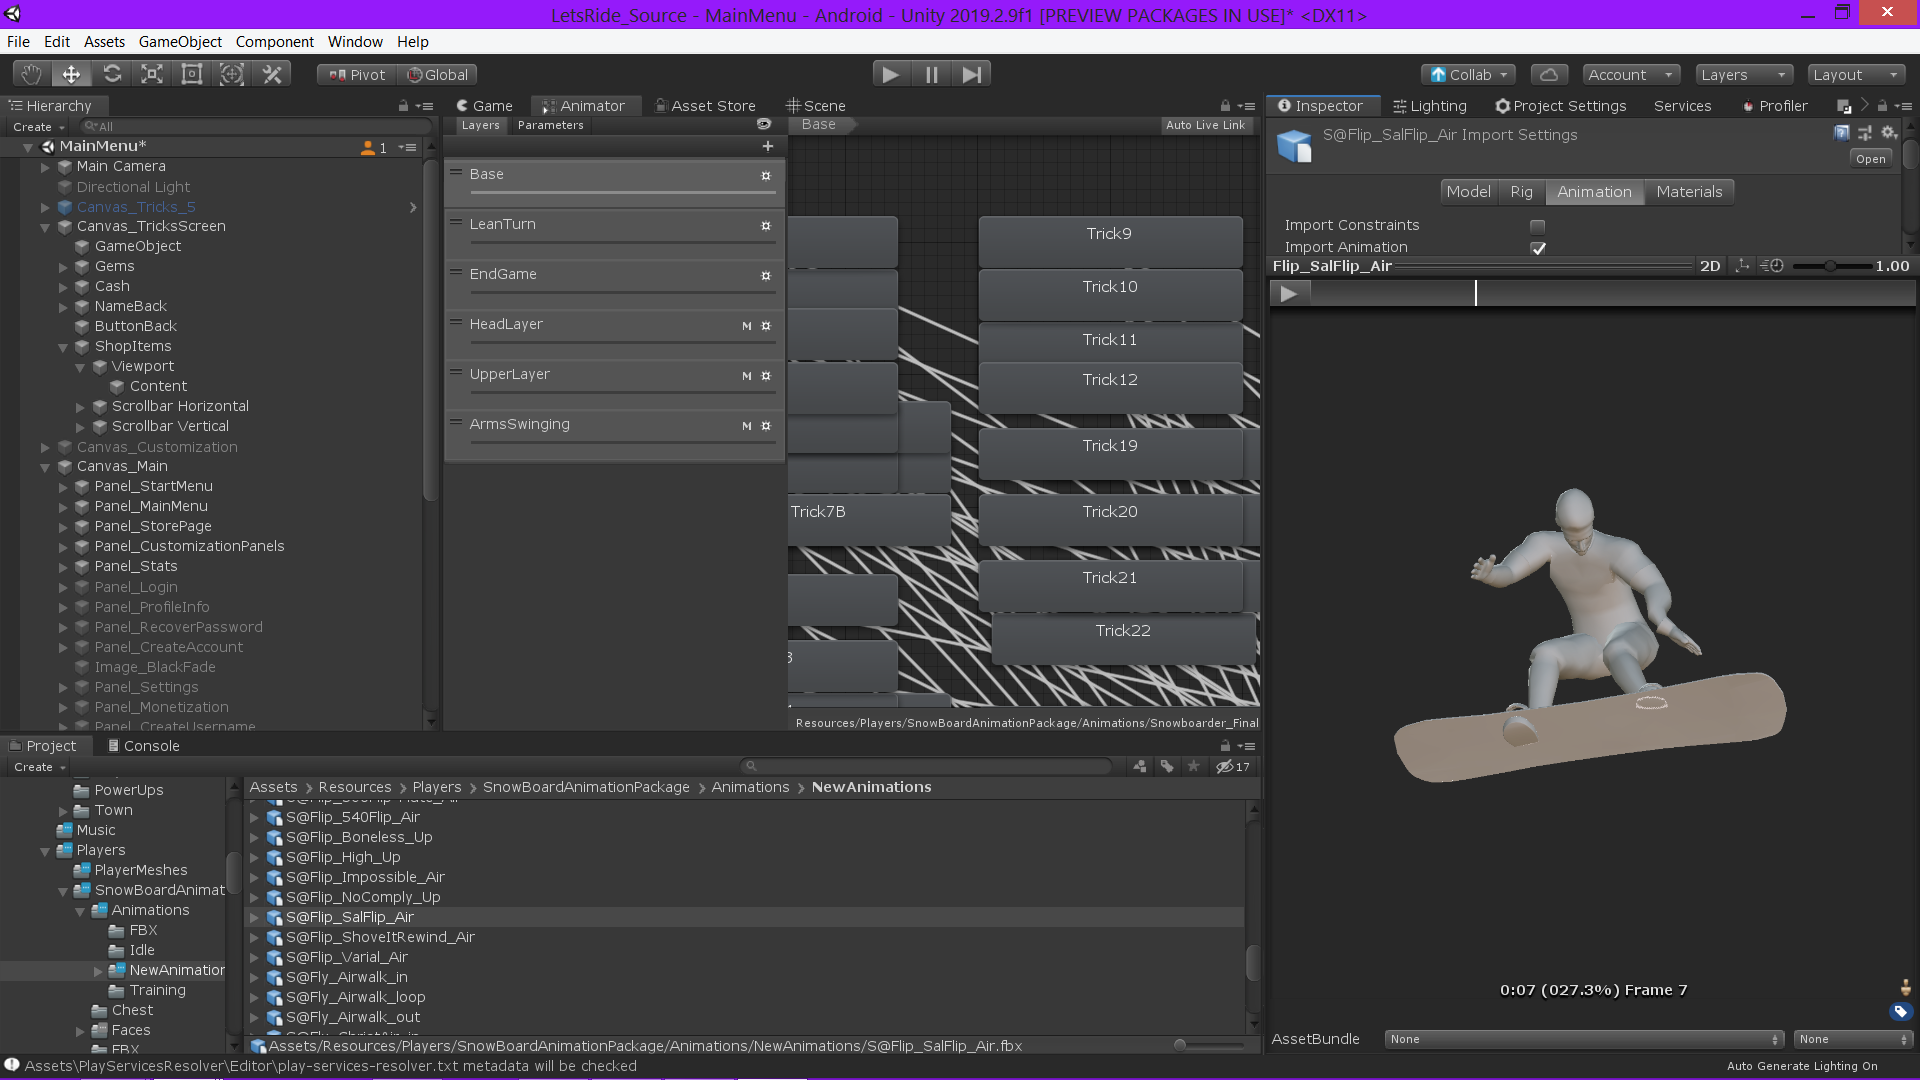 LetsRide_Source - MainMenu - Android - Unity 2019.2.9f1 [PREVIEW PACKAGES IN USE]* <DX11>
File Edit Assets GameObject Component Window Help
Pivot Global Collab Account Layers Layout
Hierarchy
Create All
MainMenu* 1
Main Camera
Directional Light
Canvas_Tricks_5
Canvas_TricksScreen
GameObject
Gems
Cash
NameBack
ButtonBack
ShopItems
Viewport
Content
Scrollbar Horizontal
Scrollbar Vertical
Canvas_Customization
Canvas_Main
Panel_StartMenu
Panel_MainMenu
Panel_StorePage
Panel_CustomizationPanels
Panel_Stats
Panel_Login
Panel_ProfileInfo
Panel_RecoverPassword
Panel_CreateAccount
Image_BlackFade
Panel_Settings
Panel_Monetization
Panel_CreateUsername
Game Animator Asset Store Scene
Layers Parameters Base Auto Live Link
Base
LeanTurn
EndGame
HeadLayer M
UpperLayer M
ArmsSwinging M
Trick9
Trick10
Trick11
Trick12
Trick19
Trick7B
Trick20
Trick21
Trick22
Resources/Players/SnowBoardAnimationPackage/Animations/Snowboarder_Final
Inspector Lighting Project Settings Services Profiler
S@Flip_SalFlip_Air Import Settings
Open
Model Rig Animation Materials
Import Constraints
Import Animation
Flip_SalFlip_Air 2D 1.00
0:07 (027.3%) Frame 7
AssetBundle None None
Project Console
Create 17
PowerUps
Town
Music
Players
PlayerMeshes
SnowBoardAnimat
Animations
FBX
Idle
NewAnimation
Training
Chest
Faces
FBX
Assets > Resources > Players > SnowBoardAnimationPackage > Animations > NewAnimations
S@Flip_540Flip_Air
S@Flip_Boneless_Up
S@Flip_High_Up
S@Flip_Impossible_Air
S@Flip_NoComply_Up
S@Flip_SalFlip_Air
S@Flip_ShoveItRewind_Air
S@Flip_Varial_Air
S@Fly_Airwalk_in
S@Fly_Airwalk_loop
S@Fly_Airwalk_out
Assets/Resources/Players/SnowBoardAnimationPackage/Animations/NewAnimations/S@Flip_SalFlip_Air.fbx
Assets\PlayServicesResolver\Editor\play-services-resolver.txt metadata will be checked
Auto Generate Lighting On